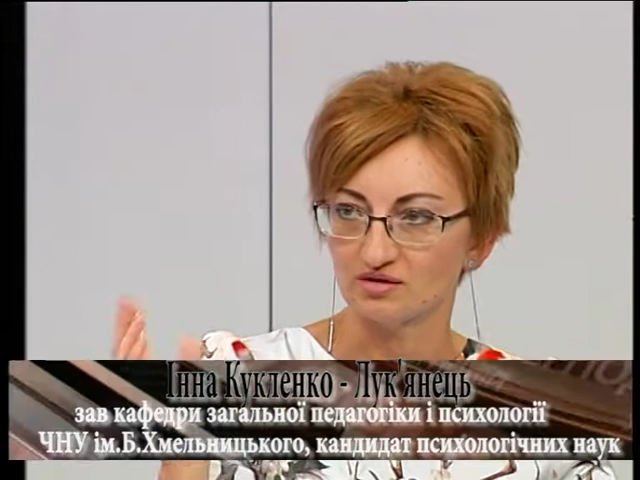 Інна Кукленко - Лук'янець
зав кафедри загальної педагогіки і психології
ЧНУ ім.Б.Хмельницького, кандидат психологічних наук